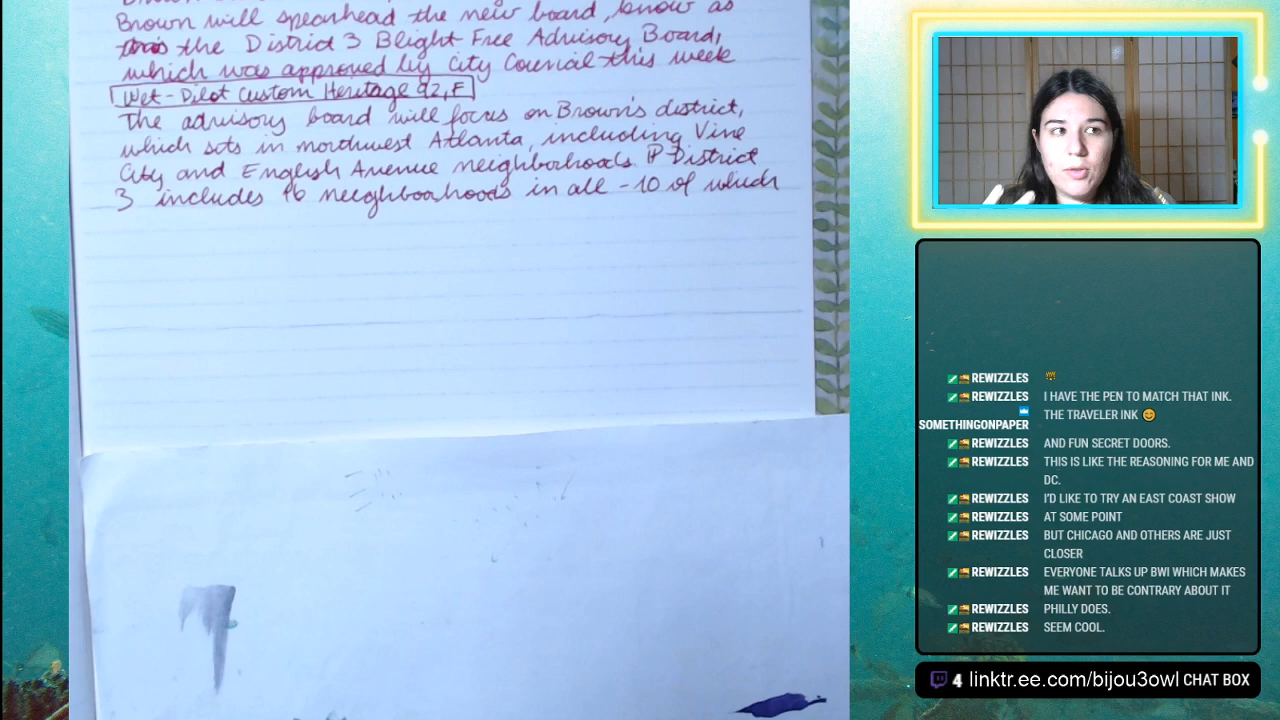 Brown will spearhead the new board, know as
the District 3 Blight Free Advisory Board,
which was approved by City Council this week
Wet-Pilot Custom Heritage 92, F
The advisory board will focus on Brown's district,
which sits in northwest Atlanta, including Vine
City and English Avenue neighborhoods. District
3 includes 16 neighboorhoods in all - 10 of which
REWIZZLES
REWIZZLES I HAVE THE PEN TO MATCH THAT INK.
SOMETHINGONPAPER THE TRAVELER INK 😊
REWIZZLES AND FUN SECRET DOORS.
REWIZZLES THIS IS LIKE THE REASONING FOR ME AND
DC.
REWIZZLES I'D LIKE TO TRY AN EAST COAST SHOW
REWIZZLES AT SOME POINT
REWIZZLES BUT CHICAGO AND OTHERS ARE JUST
CLOSER
REWIZZLES EVERYONE TALKS UP BWI WHICH MAKES
ME WANT TO BE CONTRARY ABOUT IT
REWIZZLES PHILLY DOES.
REWIZZLES SEEM COOL.
4 linktr.ee.com/bijou3owl CHAT BOX